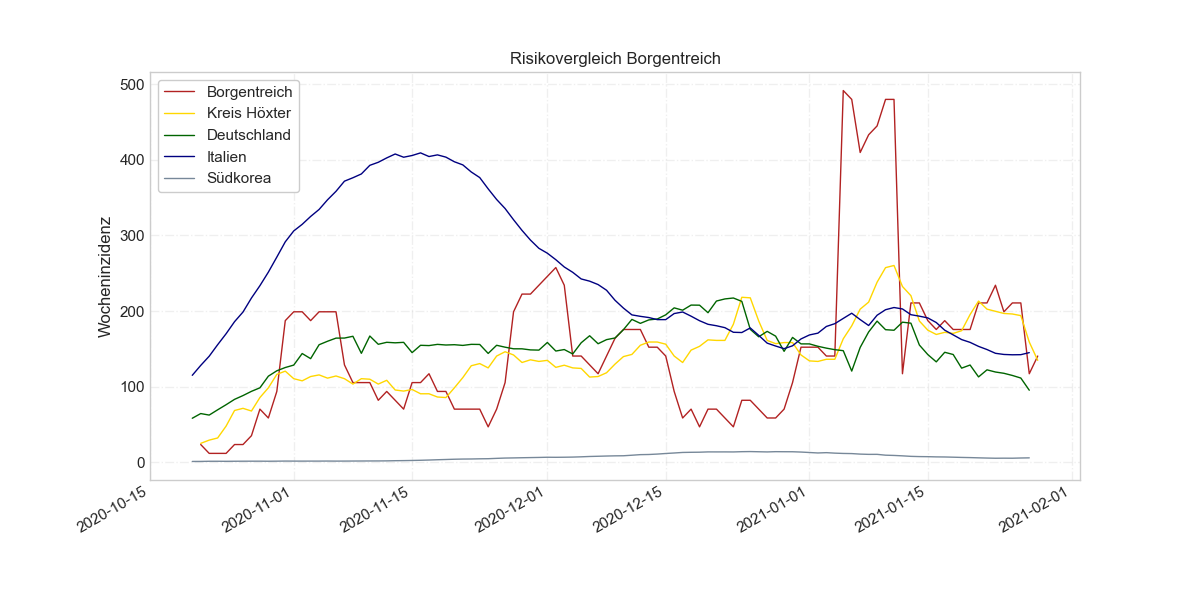 Risikovergleich Borgentreich
Borgentreich
Kreis Höxter
Deutschland
Italien
Südkorea
Wocheninzidenz
500
400
300
200
100
0
2020-10-15
2020-11-01
2020-11-15
2020-12-01
2020-12-15
2021-01-01
2021-01-15
2021-02-01